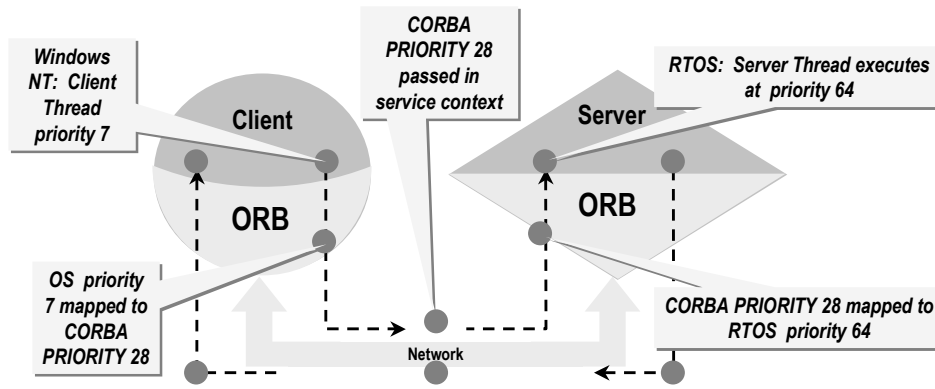 Windows
NT: Client
Thread
priority 7
CORBA
PRIORITY 28
passed in
service context
RTOS: Server Thread executes
at priority 64
Client
Server
ORB
ORB
OS priority
7 mapped to
CORBA
PRIORITY 28
CORBA PRIORITY 28 mapped to
RTOS priority 64
Network